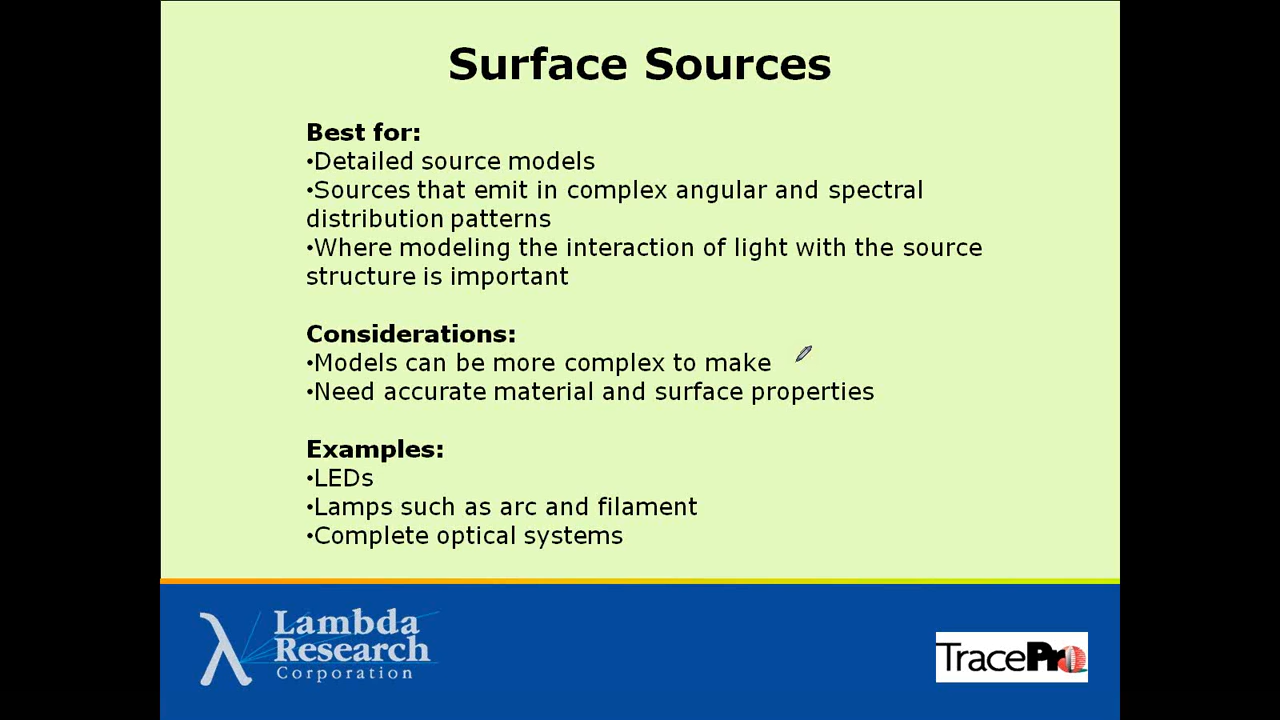 Surface Sources
Best for:
•Detailed source models
•Sources that emit in complex angular and spectral
distribution patterns
•Where modeling the interaction of light with the source
structure is important
Considerations:
•Models can be more complex to make
•Need accurate material and surface properties
Examples:
•LEDs
•Lamps such as arc and filament
•Complete optical systems
λ Lambda
Research
Corporation
TracePro